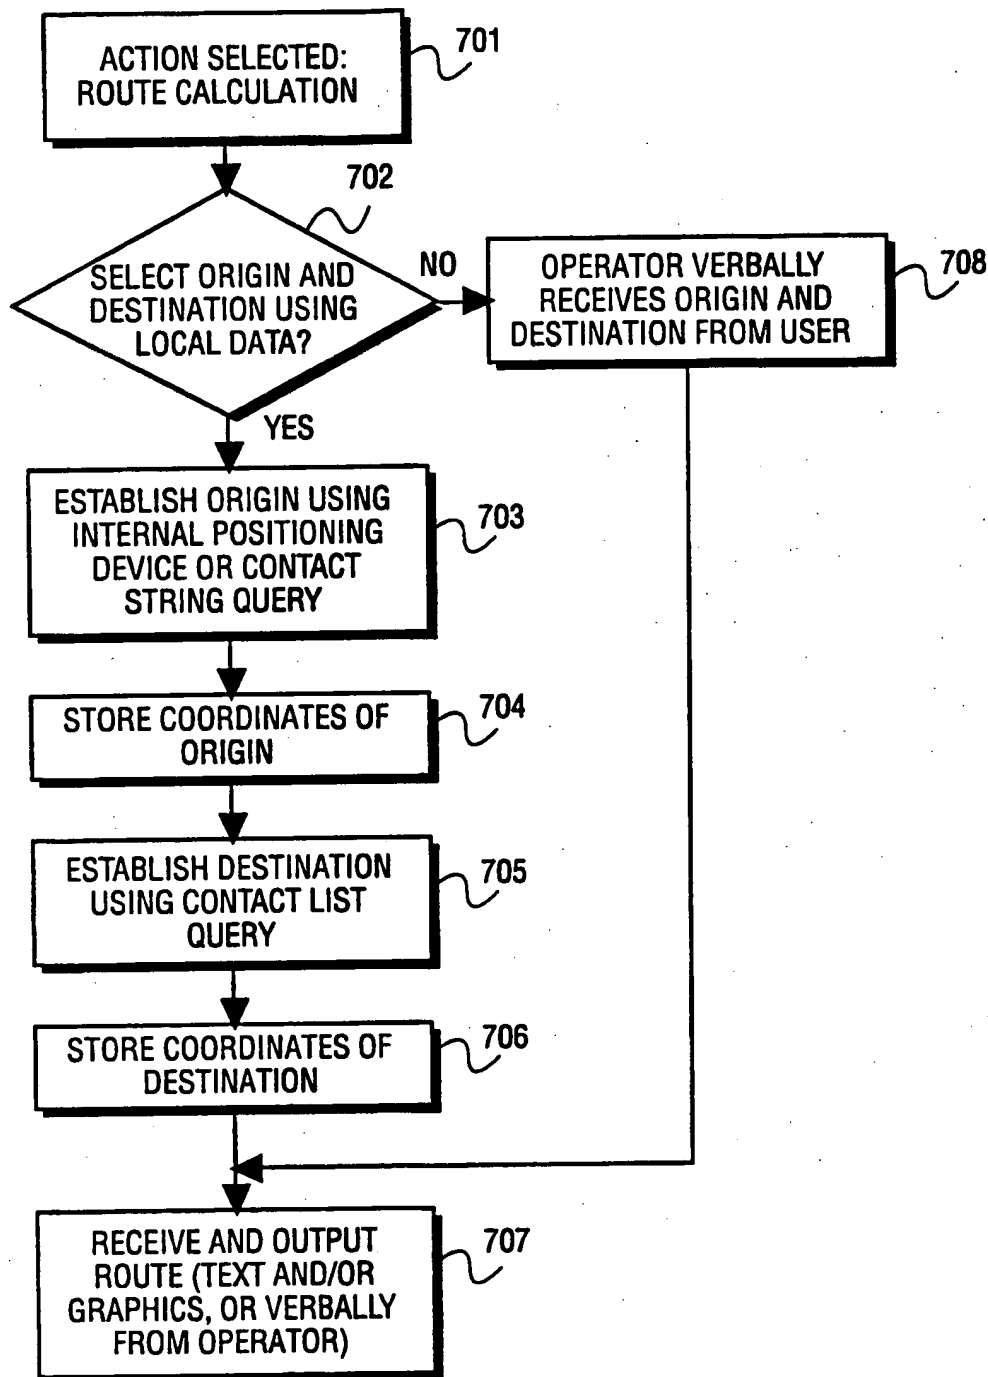 ACTION SELECTED:
ROUTE CALCULATION
701
702
SELECT ORIGIN AND
DESTINATION USING
LOCAL DATA?
NO
OPERATOR VERBALLY
RECEIVES ORIGIN AND
DESTINATION FROM USER
708
YES
ESTABLISH ORIGIN USING
INTERNAL POSITIONING
DEVICE OR CONTACT
STRING QUERY
703
STORE COORDINATES OF
ORIGIN
704
ESTABLISH DESTINATION
USING CONTACT LIST
QUERY
705
STORE COORDINATES OF
DESTINATION
706
RECEIVE AND OUTPUT
ROUTE (TEXT AND/OR
GRAPHICS, OR VERBALLY
FROM OPERATOR)
707